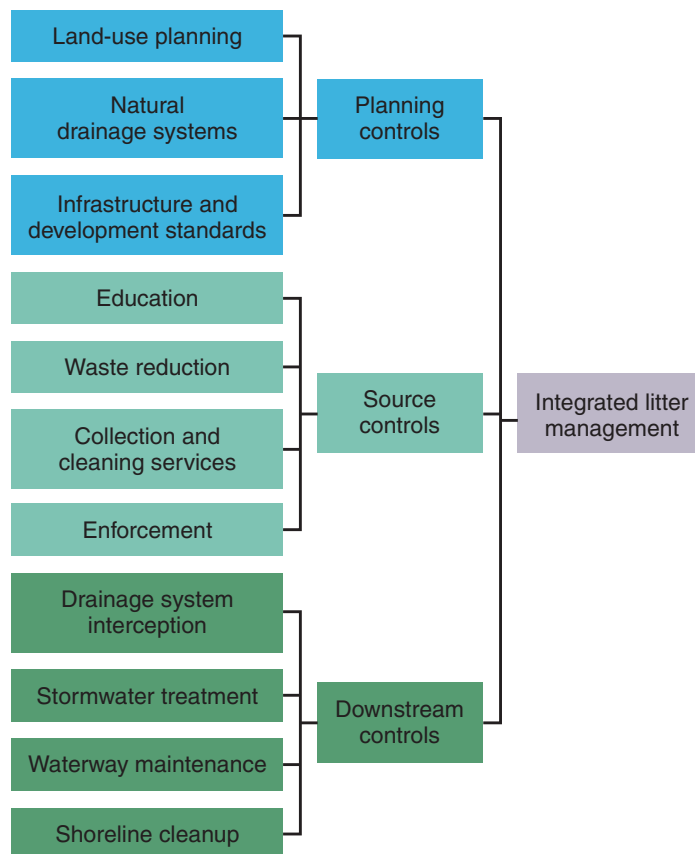 Land-use planning
Natural
drainage systems
Infrastructure and
development standards
Planning
controls
Education
Waste reduction
Collection and
cleaning services
Enforcement
Source
controls
Integrated litter
management
Drainage system
interception
Stormwater treatment
Waterway maintenance
Shoreline cleanup
Downstream
controls